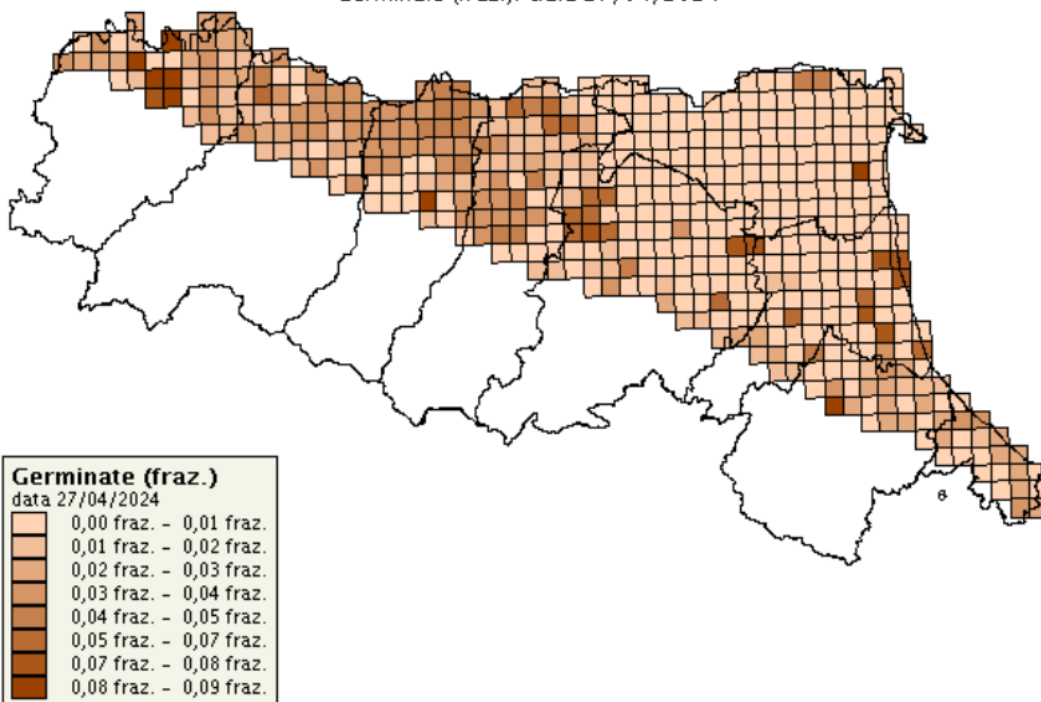 Germinate (fraz.)
data 27/04/2024
0,00 fraz. - 0,01 fraz.
0,01 fraz. - 0,02 fraz.
0,02 fraz. - 0,03 fraz.
0,03 fraz. - 0,04 fraz.
0,04 fraz. - 0,05 fraz.
0,05 fraz. - 0,07 fraz.
0,07 fraz. - 0,08 fraz.
0,08 fraz. - 0,09 fraz.